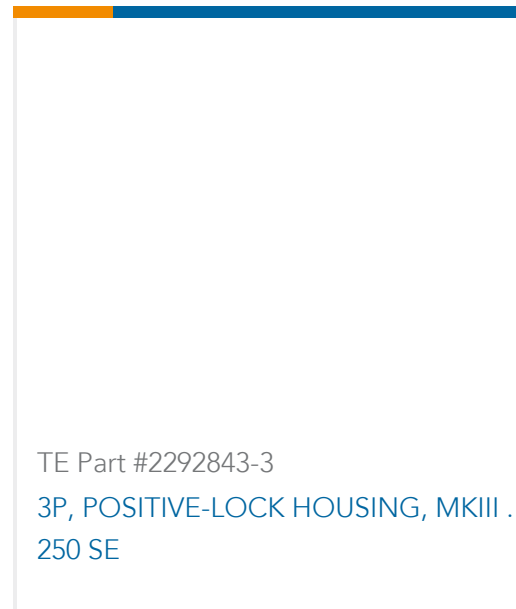 TE Part #2292843-3
3P, POSITIVE-LOCK HOUSING, MKIII .
250 SE